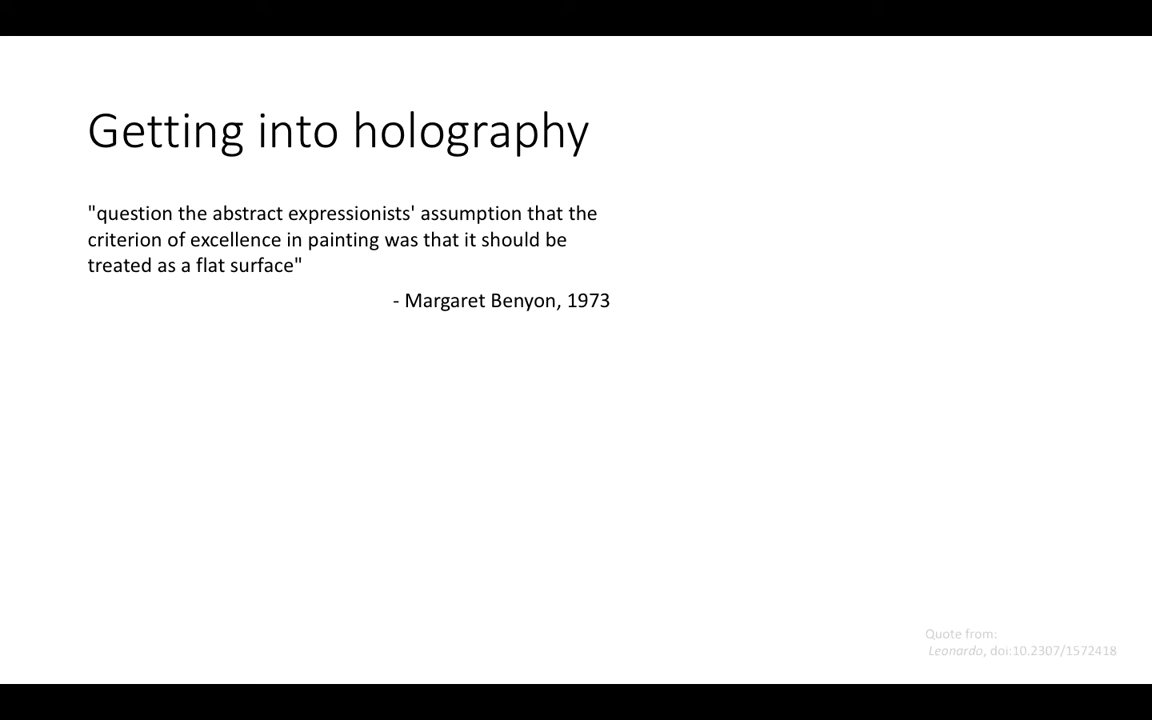 Getting into holography
"question the abstract expressionists' assumption that the
criterion of excellence in painting was that it should be
treated as a flat surface"
- Margaret Benyon, 1973
Quote from:
Leonardo, doi:10.2307/1572418